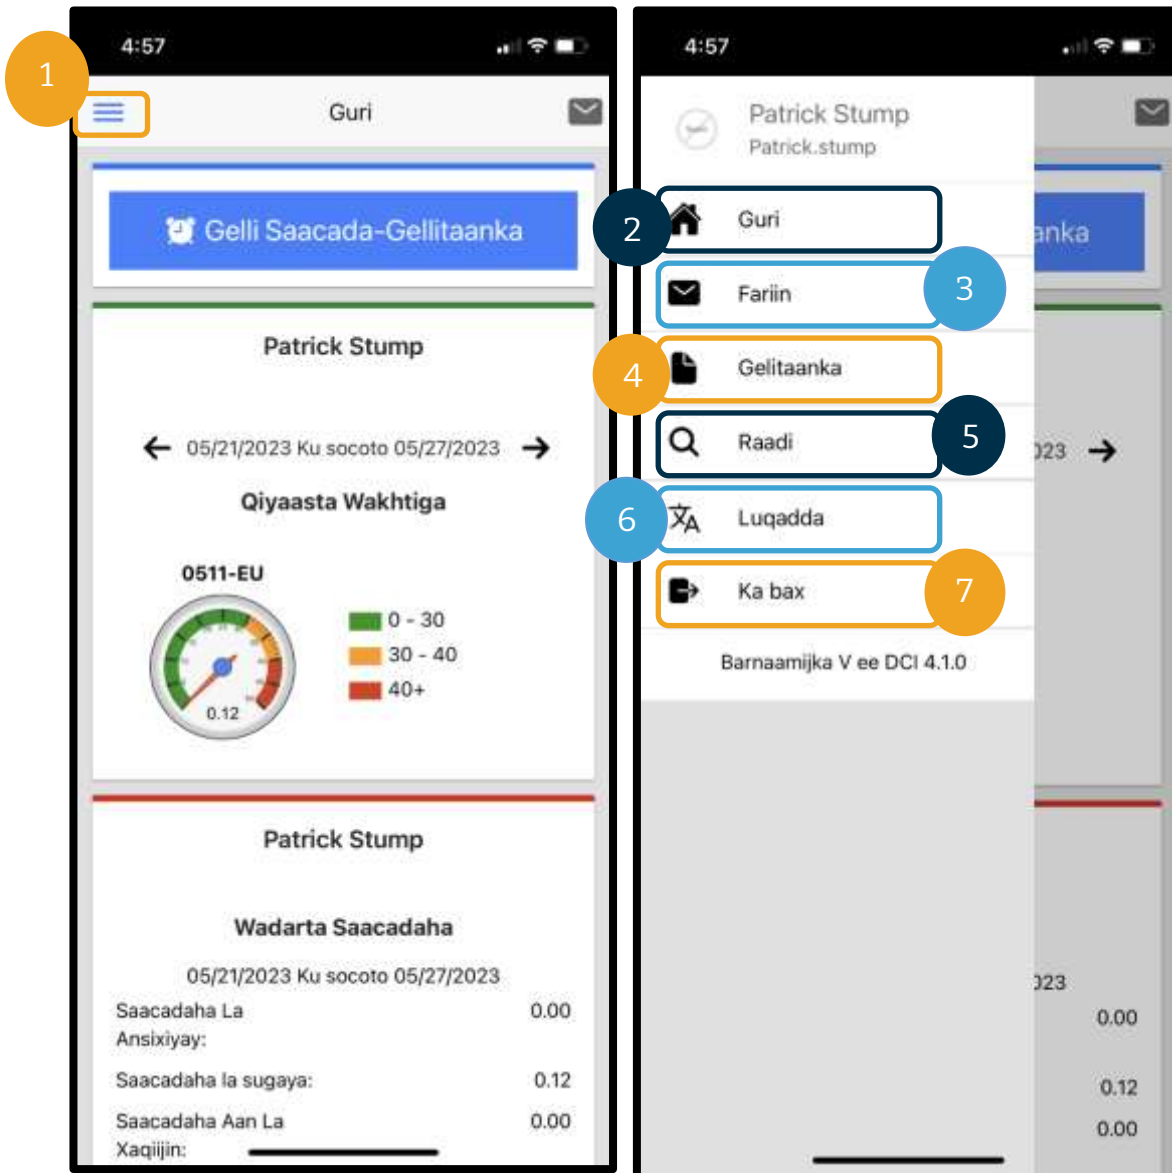 4:57
1
Guri
Gelli Saacada-Gellitaanka
Patrick Stump
05/21/2023 Ku socoto 05/27/2023
Qiyaasta Wakhtiga
0511-EU
0 - 30
30 - 40
40+
0.12
Patrick Stump
Wadarta Saacadaha
05/21/2023 Ku socoto 05/27/2023
Saacadaha La Ansixiyay: 0.00
Saacadaha la sugaya: 0.12
Saacadaha Aan La Xaqiijin: 0.00
4:57
Patrick Stump
Patrick.stump
2 Guri
anka
Fariin 3
4 Gelitaanka
Raadi 5
023
6 Luqadda
Ka bax 7
Barnaamijka V ee DCI 4.1.0
023
0.00
0.12
0.00